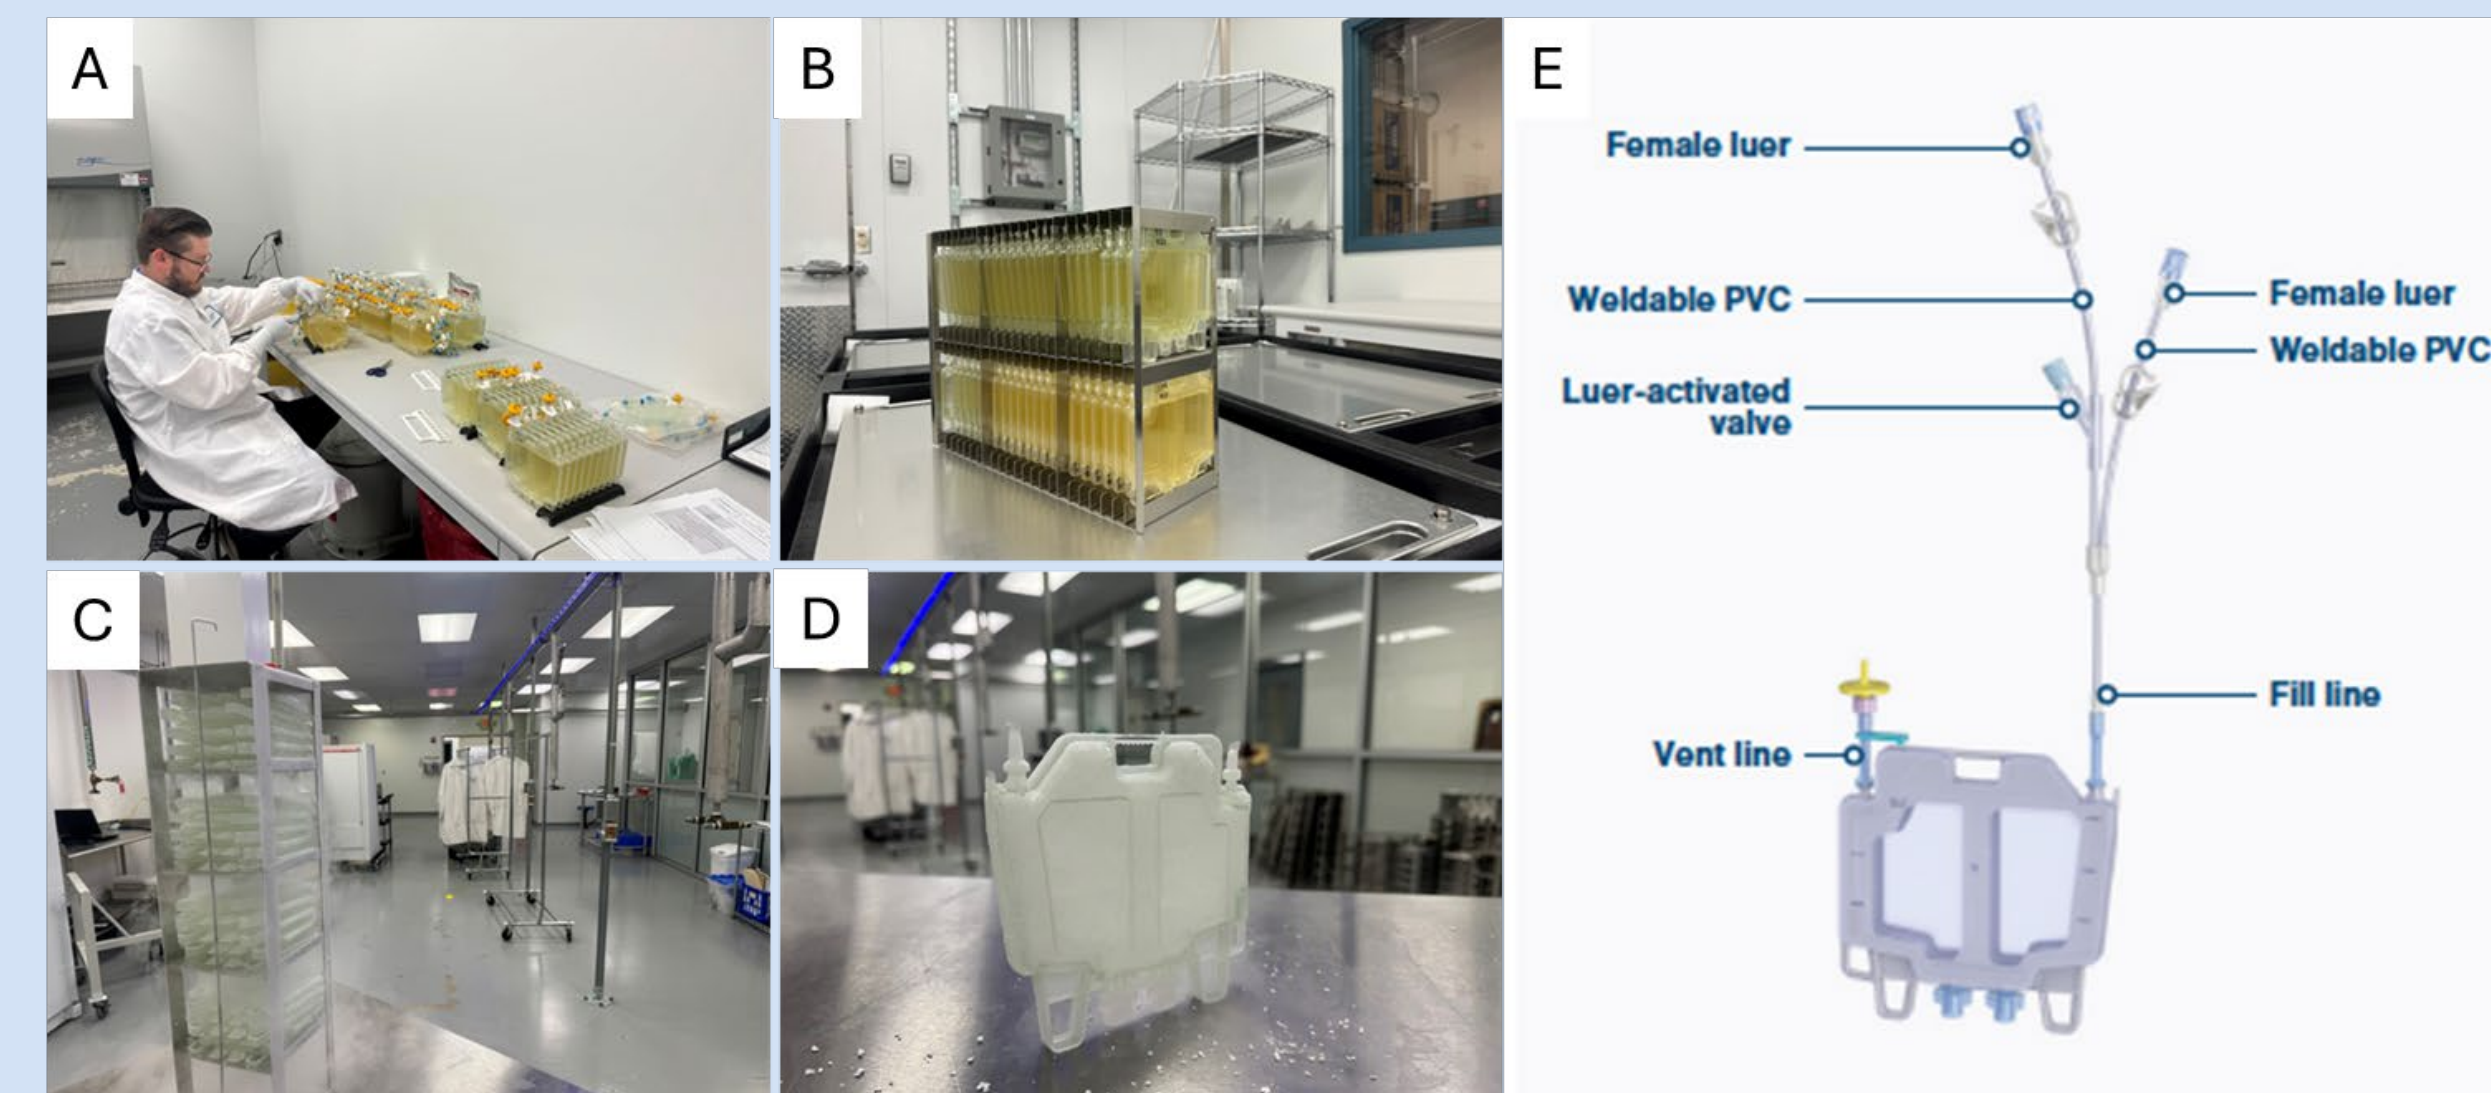 A
B
C
D
E
Female luer
Weldable PVC
Luer-activated
valve
Female luer
Weldable PVC
Fill line
Vent line